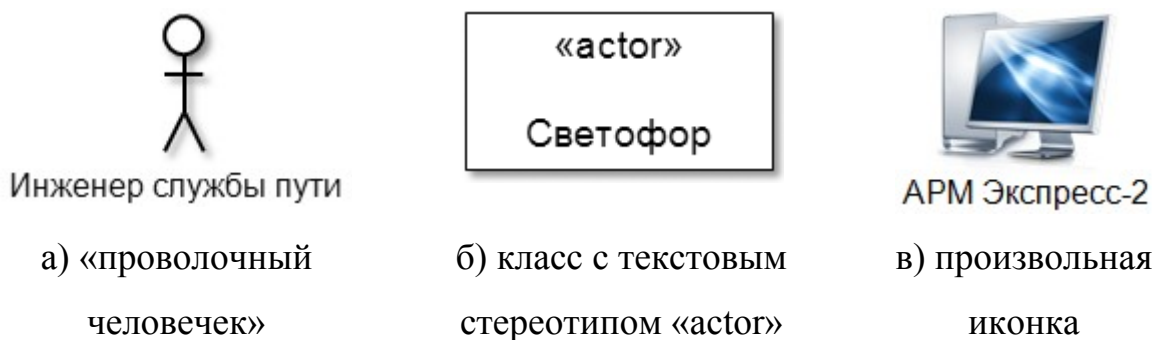 «actor»
Светофор
Инженер службы пути
АРМ Экспресс-2
а) «проволочный
человечек»
б) класс с текстовым
стереотипом «actor»
в) произвольная
иконка